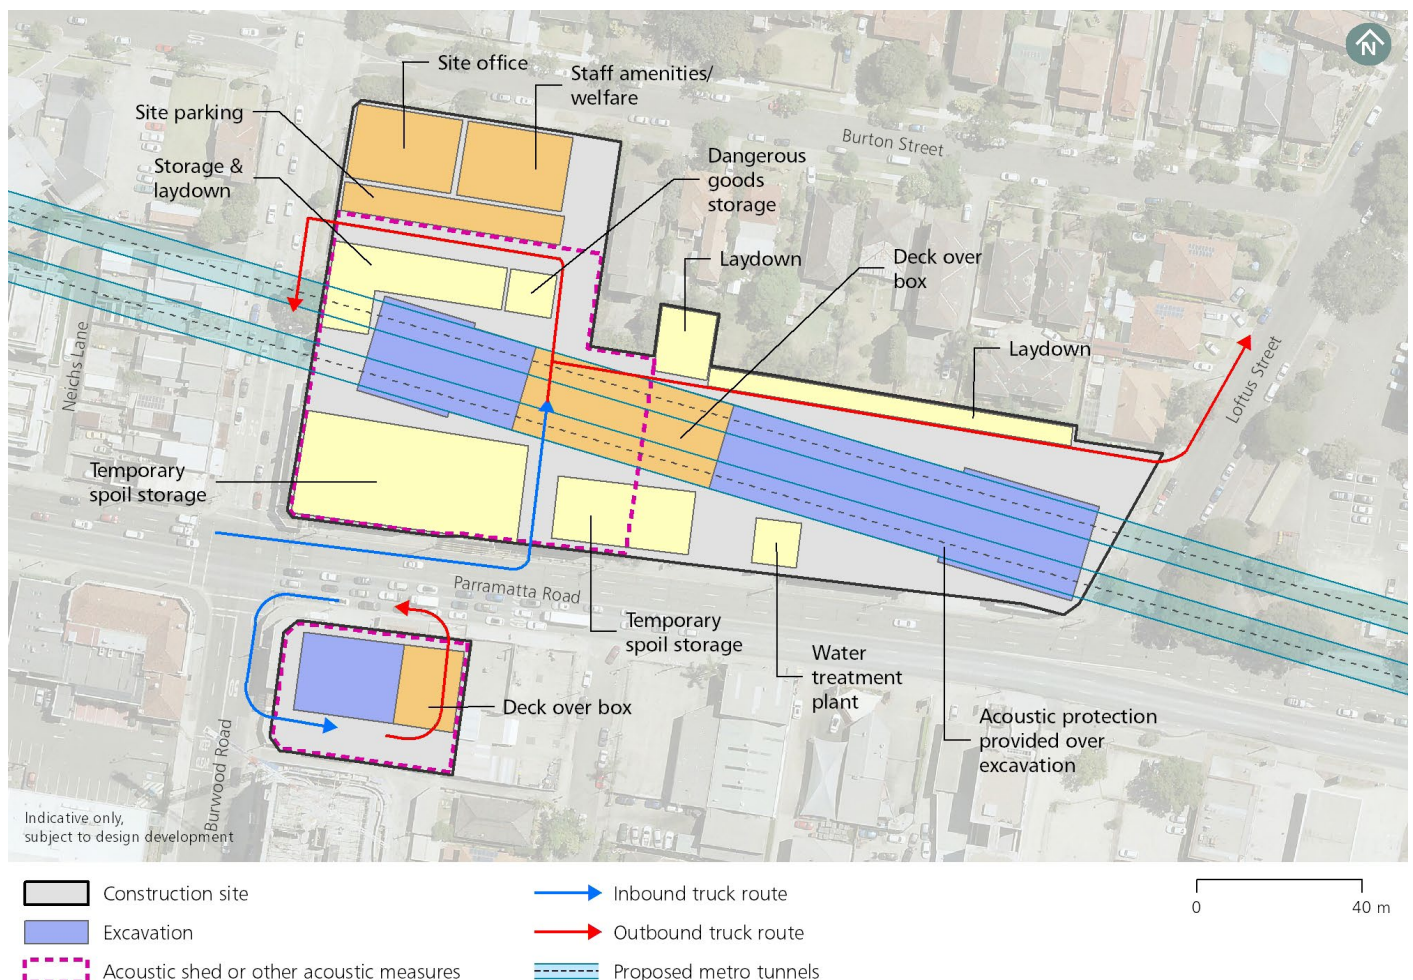 N
Site office
Staff amenities/
welfare
Site parking
Storage &
laydown
Dangerous
goods
storage
Burton Street
Laydown
Deck over
box
Laydown
Neichs Lane
Loftus Street
Temporary
spoil storage
Parramatta Road
Temporary
spoil storage
Water
treatment
plant
Deck over box
Acoustic protection
provided over
excavation
Burwood Road
Indicative only,
subject to design development
Construction site
Excavation
Acoustic shed or other acoustic measures
Inbound truck route
Outbound truck route
Proposed metro tunnels
0 40 m